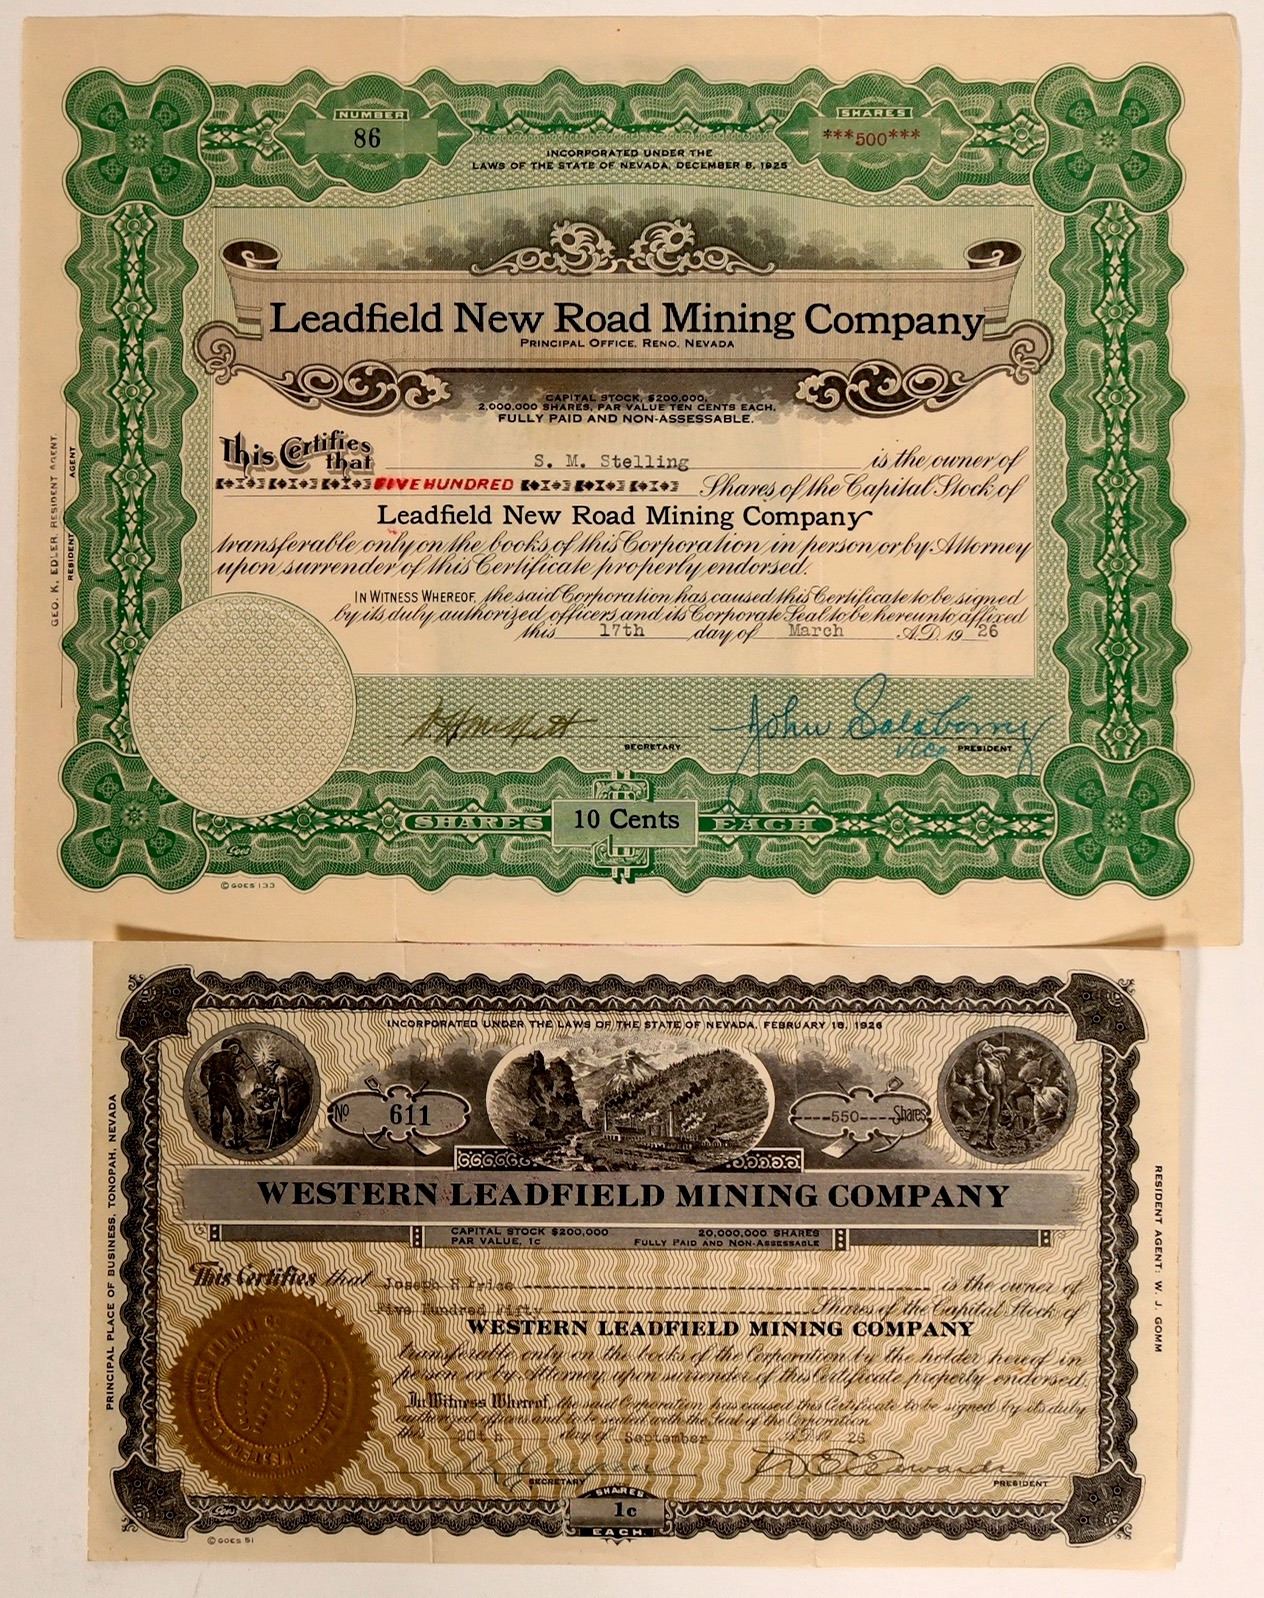 NUMBER
86
SHARES
***500***
INCORPORATED UNDER THE
LAWS OF THE STATE OF NEVADA, DECEMBER 8, 1925
Leadfield New Road Mining Company
PRINCIPAL OFFICE, RENO, NEVADA
CAPITAL STOCK, $200,000,
2,000,000 SHARES, PAR VALUE TEN CENTS EACH,
FULLY PAID AND NON-ASSESSABLE.
This Certifies that S. M. Stelling is the owner of
FIVE HUNDRED Shares of the Capital Stock of
Leadfield New Road Mining Company
transferable only on the books of this Corporation in person or by Attorney
upon surrender of this Certificate properly endorsed.
IN WITNESS WHEREOF, the said Corporation has caused this Certificate to be signed
by its duly authorized officers and its Corporate Seal to be hereunto affixed
this 17th day of March A.D. 1926
SECRETARY
John Salsberry
Vice PRESIDENT
SHARES 10 Cents EACH
© GOES 133
GEO. K. EDLER, RESIDENT AGENT.
RESIDENT AGENT
INCORPORATED UNDER THE LAWS OF THE STATE OF NEVADA, FEBRUARY 18, 1926
No 611
----550----Shares
WESTERN LEADFIELD MINING COMPANY
CAPITAL STOCK $200,000 20,000,000 SHARES
PAR VALUE, 1c FULLY PAID AND NON-ASSESSABLE
This Certifies that Joseph H Price is the owner of
Five Hundred Fifty Shares of the Capital Stock of
WESTERN LEADFIELD MINING COMPANY
transferable only on the books of the Corporation by the holder hereof in
person or by Attorney, upon surrender of this Certificate properly endorsed.
In Witness Whereof, the said Corporation has caused this Certificate to be signed by its duly
authorized officers and to be sealed with the Seal of the Corporation
this 20th day of September A.D. 1926
SECRETARY
PRESIDENT
SHARES
1c
EACH.
© GOES 51
PRINCIPAL PLACE OF BUSINESS, TONOPAH, NEVADA
RESIDENT AGENT: W. J. GOMM